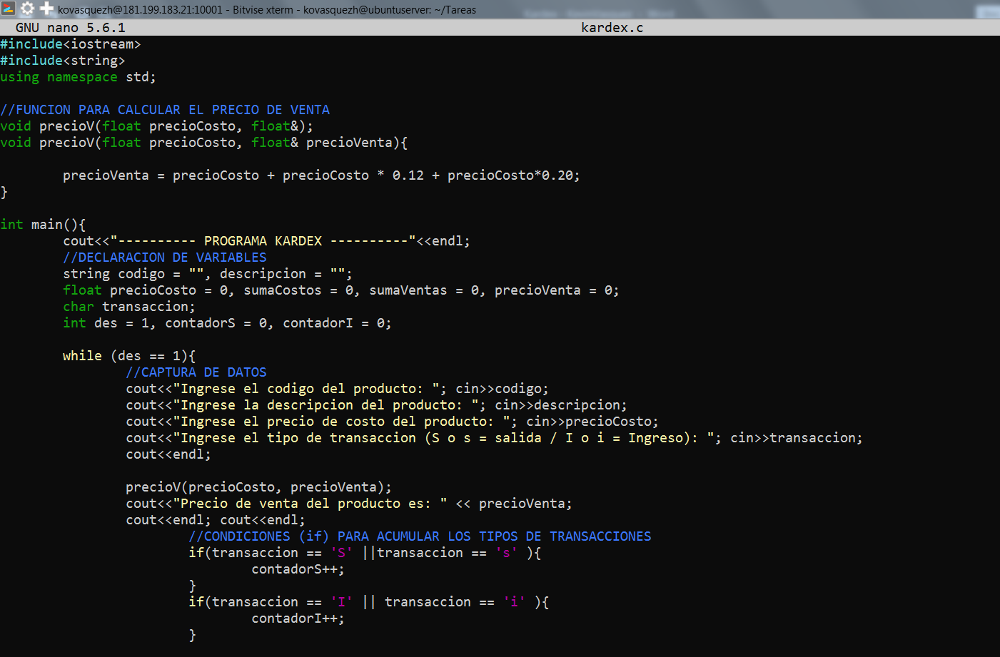 kovasquezh@181.199.183.21:10001 - Bitvise xterm - kovasquezh@ubuntuserver: ~/Tareas
GNU nano 5.6.1 kardex.c
#include<iostream>
#include<string>
using namespace std;
//FUNCION PARA CALCULAR EL PRECIO DE VENTA
void precioV(float precioCosto, float&);
void precioV(float precioCosto, float& precioVenta){
precioVenta = precioCosto + precioCosto * 0.12 + precioCosto*0.20;
}
int main(){
cout<<"---------- PROGRAMA KARDEX ----------"<<endl;
//DECLARACION DE VARIABLES
string codigo = "", descripcion = "";
float precioCosto = 0, sumaCostos = 0, sumaVentas = 0, precioVenta = 0;
char transaccion;
int des = 1, contadorS = 0, contadorI = 0;
while (des == 1){
//CAPTURA DE DATOS
cout<<"Ingrese el codigo del producto: "; cin>>codigo;
cout<<"Ingrese la descripcion del producto: "; cin>>descripcion;
cout<<"Ingrese el precio de costo del producto: "; cin>>precioCosto;
cout<<"Ingrese el tipo de transaccion (S o s = salida / I o i = Ingreso): "; cin>>transaccion;
cout<<endl;
precioV(precioCosto, precioVenta);
cout<<"Precio de venta del producto es: " << precioVenta;
cout<<endl; cout<<endl;
//CONDICIONES (if) PARA ACUMULAR LOS TIPOS DE TRANSACCIONES
if(transaccion == 'S' ||transaccion == 's' ){
contadorS++;
}
if(transaccion == 'I' || transaccion == 'i' ){
contadorI++;
}